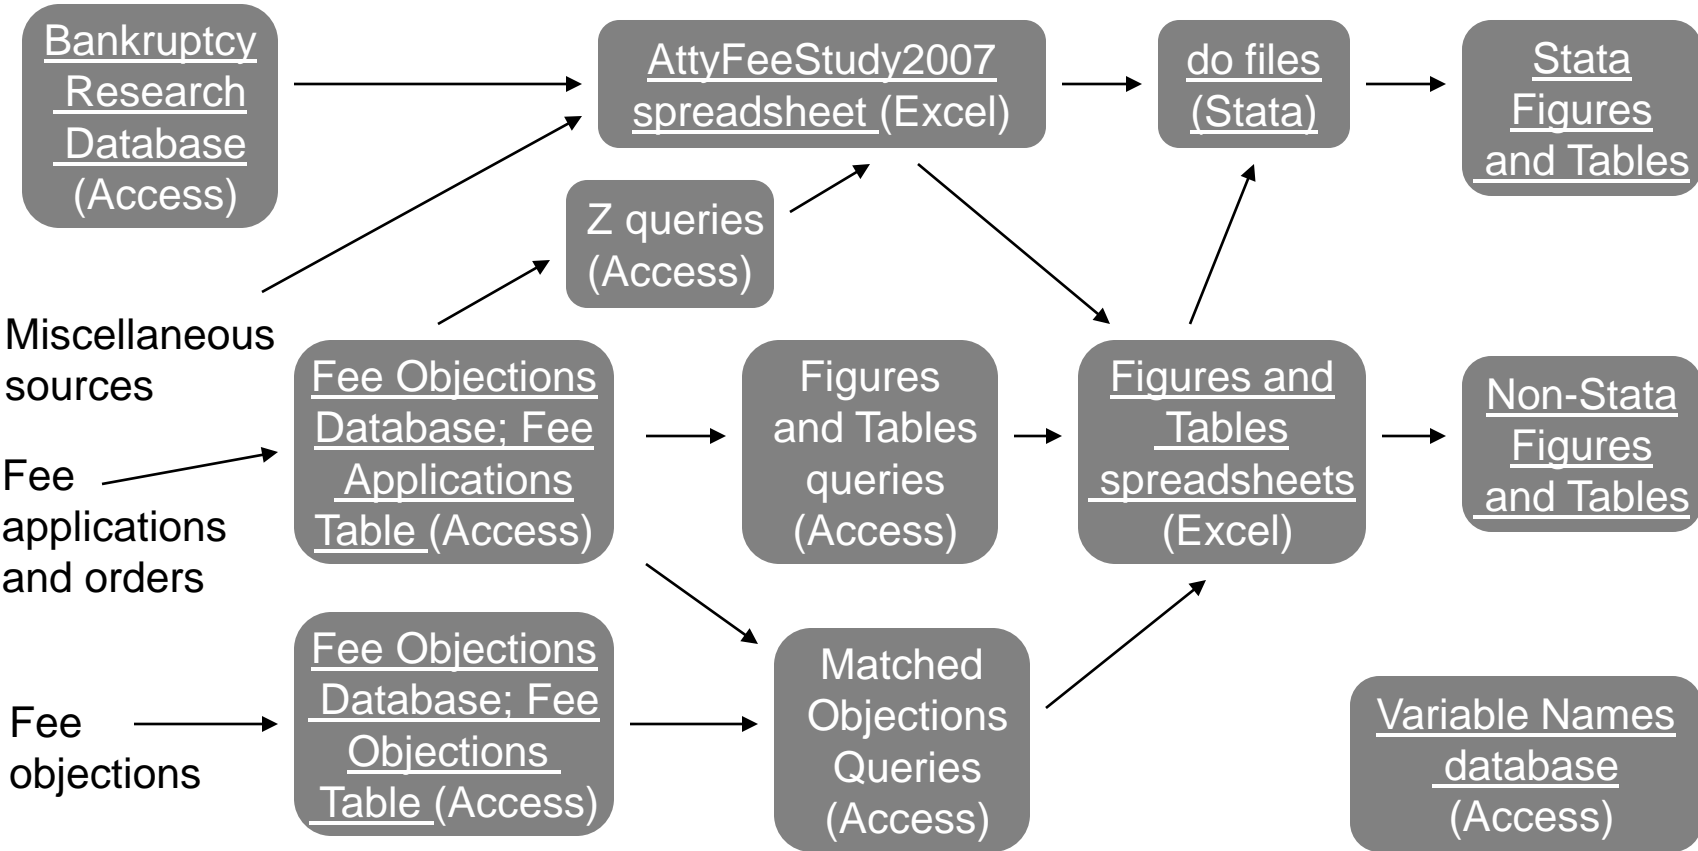 Bankruptcy
Research
Database
(Access)
AttyFeeStudy2007
spreadsheet (Excel)
do files
(Stata)
Stata
Figures
and Tables
Z queries
(Access)
Miscellaneous
sources
Fee Objections
Database; Fee
Applications
Table (Access)
Figures
and Tables
queries
(Access)
Figures and
Tables
spreadsheets
(Excel)
Non-Stata
Figures
and Tables
Fee
applications
and orders
Fee Objections
Database; Fee
Objections
Table (Access)
Matched
Objections
Queries
(Access)
Fee
objections
Variable Names
database
(Access)